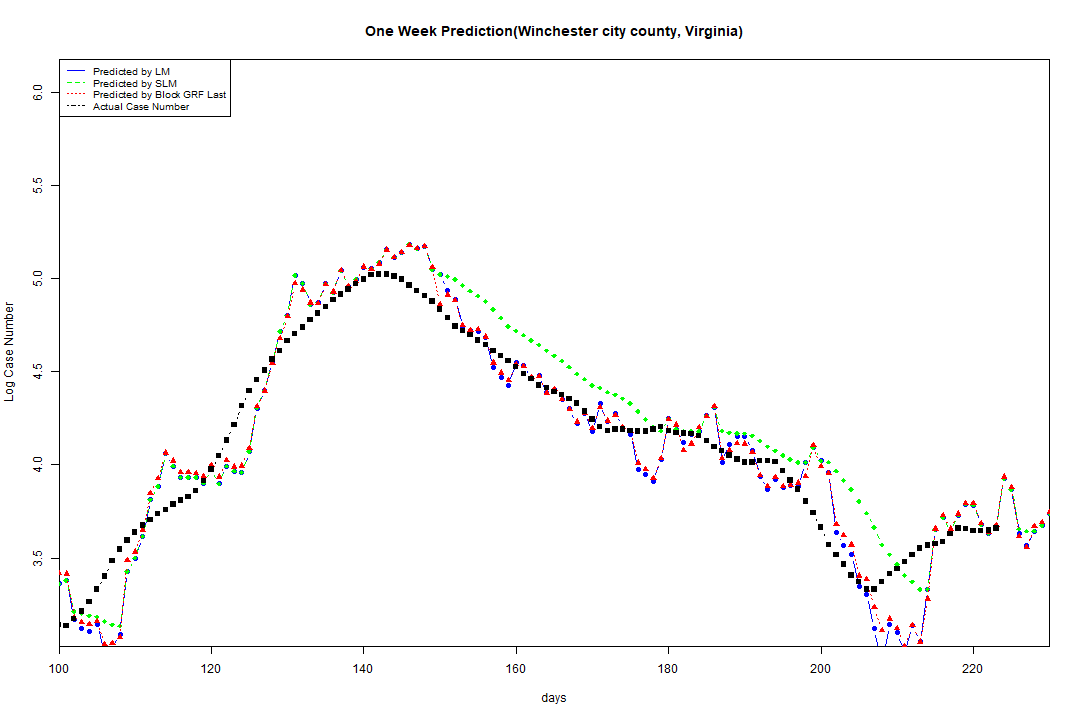 One Week Prediction(Winchester city county, Virginia)
Predicted by LM
Predicted by SLM
Predicted by Block GRF Last
Actual Case Number
6.0
5.5
5.0
4.5
4.0
3.5
Log Case Number
100 120 140 160 180 200 220
days